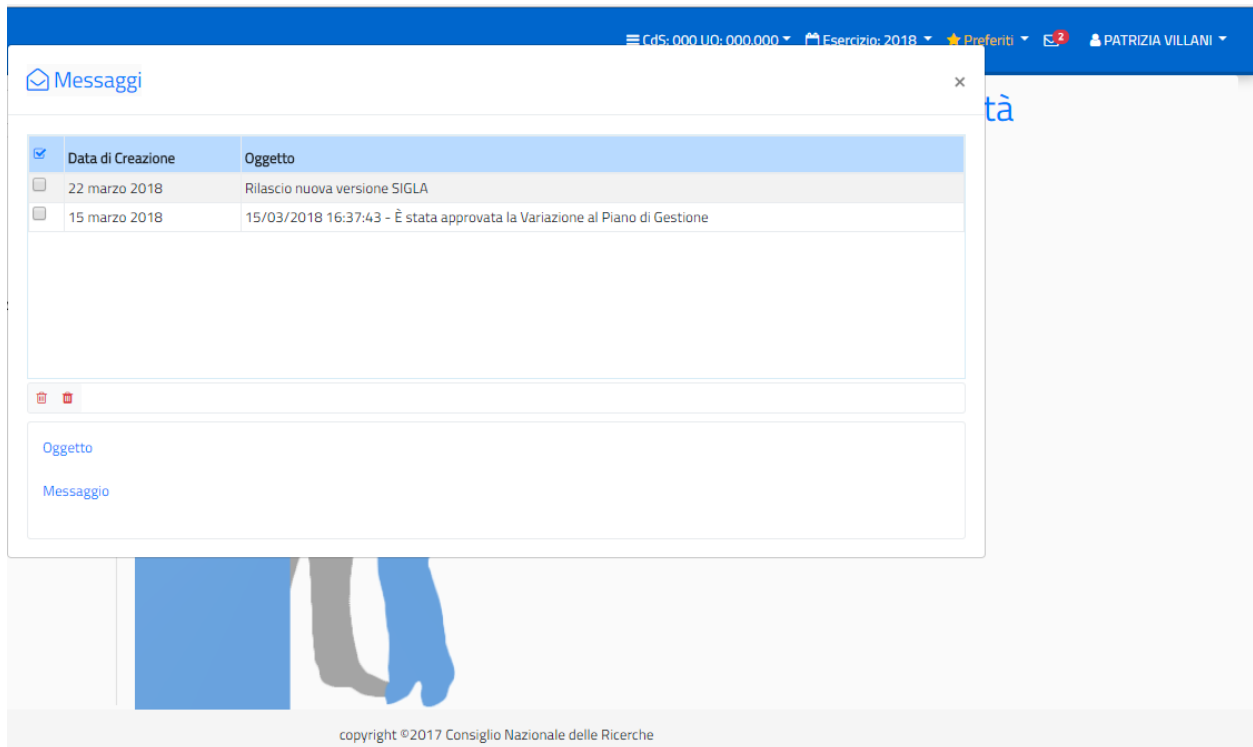 CdS: 000 UO: 000.000 Esercizio: 2018 Preferiti 2 PATRIZIA VILLANI
Messaggi ×
tà
Data di Creazione Oggetto
22 marzo 2018 Rilascio nuova versione SIGLA
15 marzo 2018 15/03/2018 16:37:43 - È stata approvata la Variazione al Piano di Gestione
Oggetto
Messaggio
copyright ©2017 Consiglio Nazionale delle Ricerche